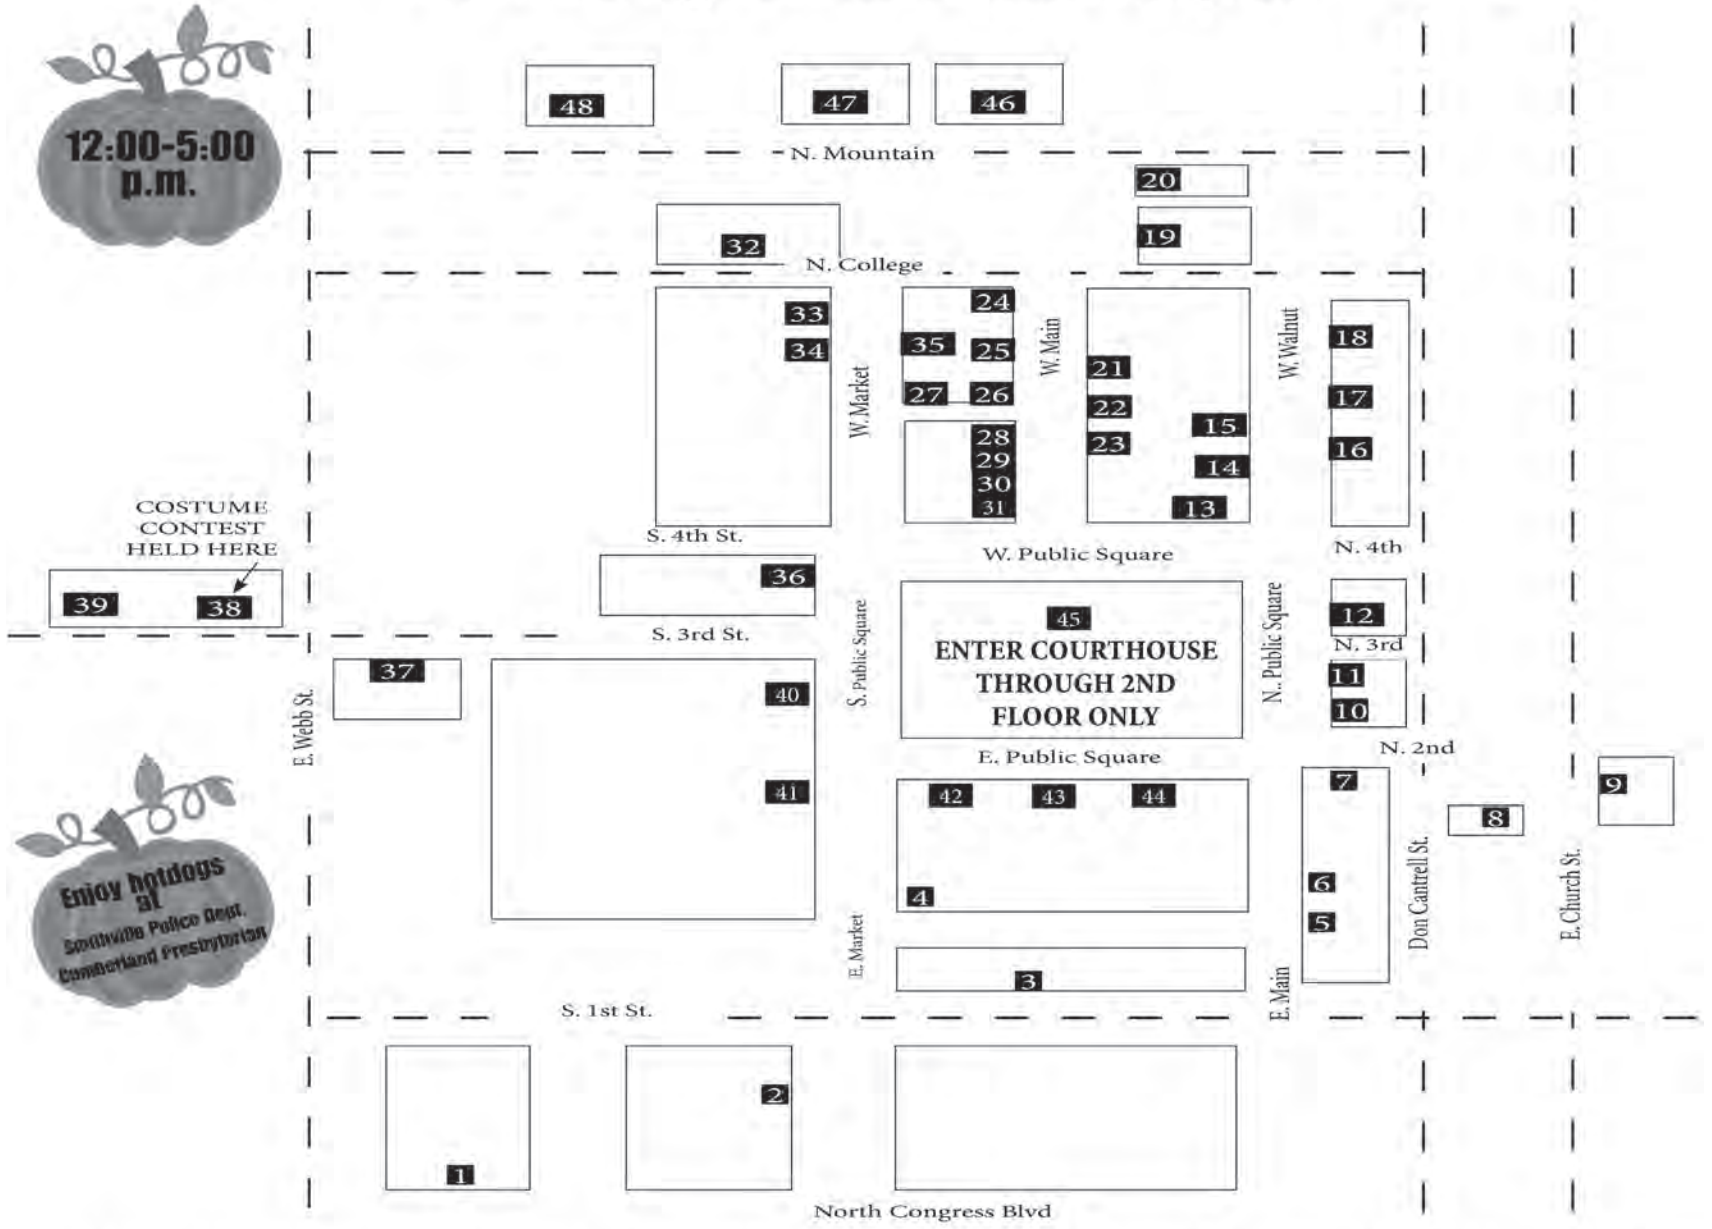 12:00-5:00
p.m.
48
47
46
N. Mountain
20
19
32
N. College
33
34
W. Market
24
35
25
27
26
28
29
30
31
W. Main
21
22
23
15
14
13
W. Walnut
18
17
16
COSTUME
CONTEST
HELD HERE
39
38
S. 4th St.
36
S. 3rd St.
W. Public Square
N. 4th
45
ENTER COURTHOUSE
THROUGH 2ND
FLOOR ONLY
S. Public Square
N.. Public Square
12
N. 3rd
11
10
N. 2nd
E. Webb St.
37
40
41
E. Public Square
42
43
44
4
7
6
5
8
9
Don Cantrell St.
E. Church St.
Enjoy hotdogs
at
Smithville Police Dept.
Cumberland Presbyterian
E. Market
3
E. Main
S. 1st St.
1
2
North Congress Blvd